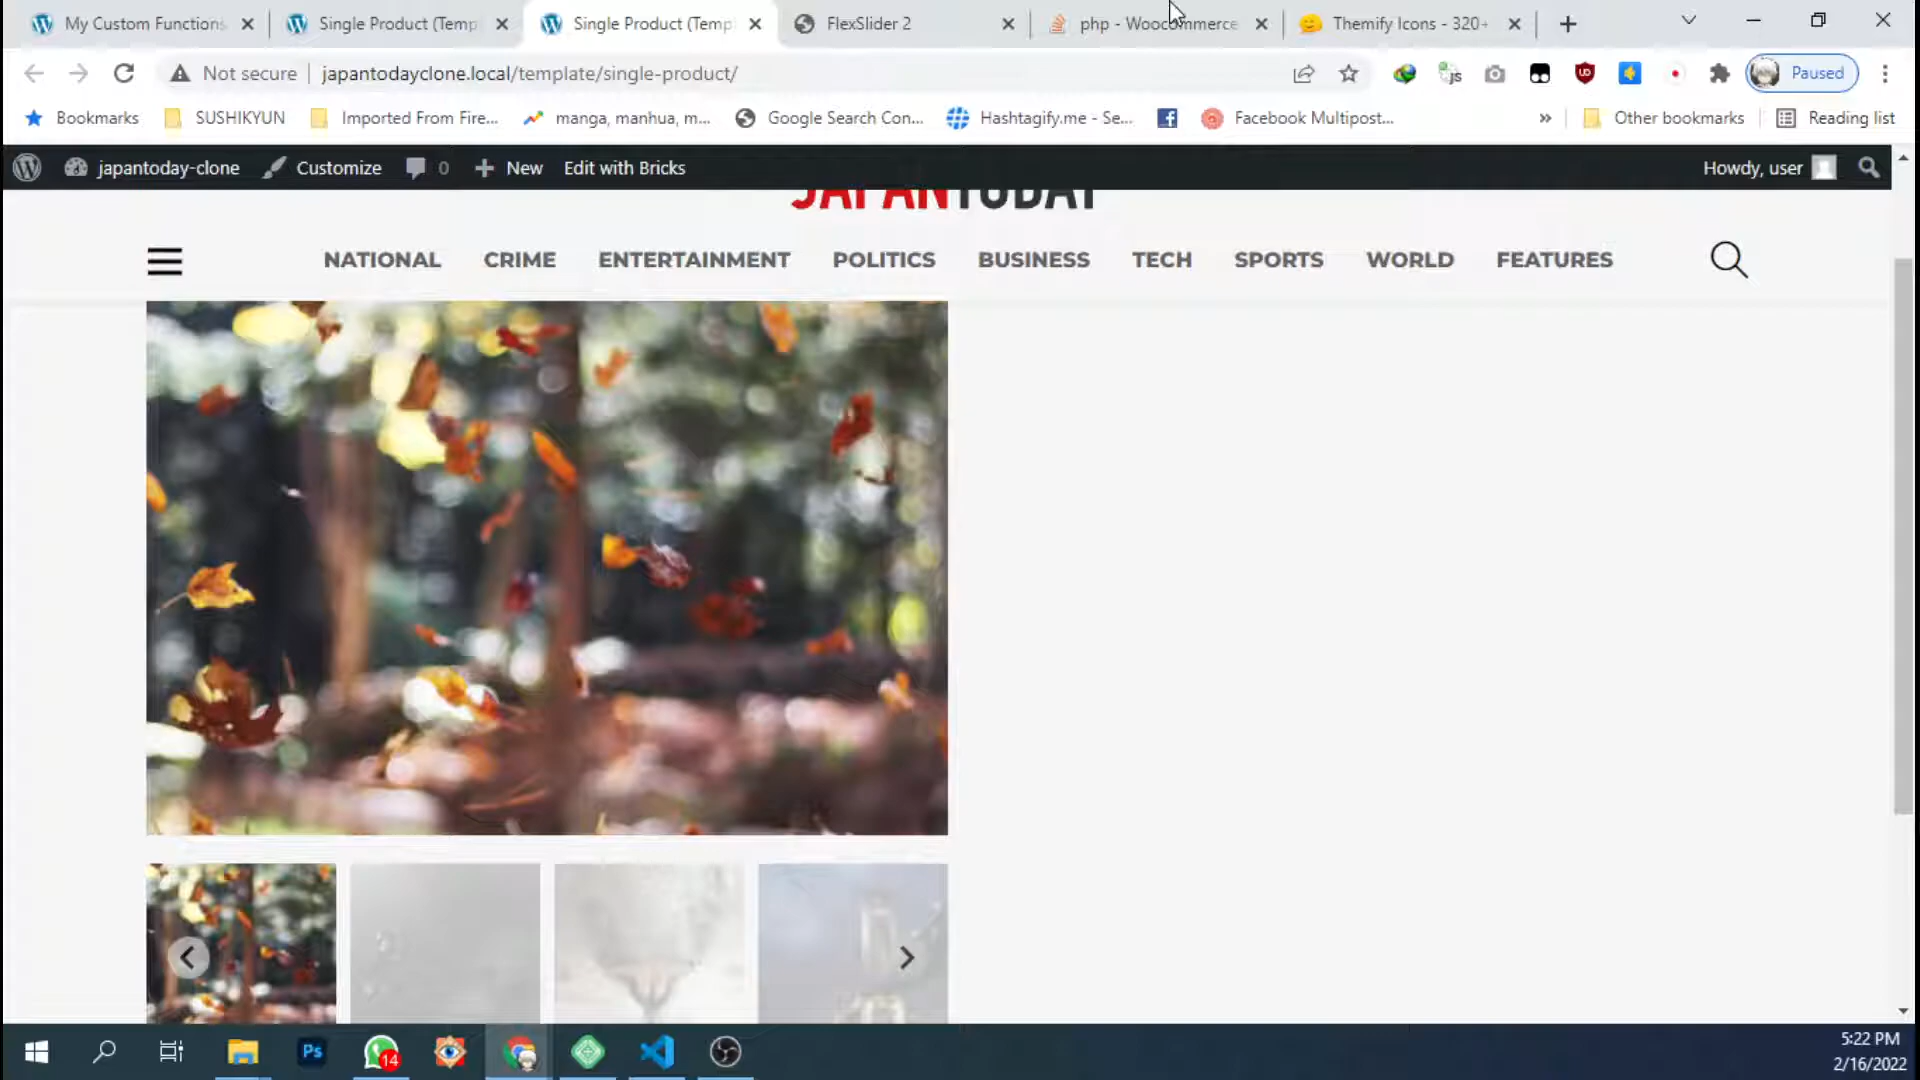 My Custom Functions
Single Product (Temp
Single Product (Temp
FlexSlider 2
php - Woocommerce
Themify Icons - 320+
Not secure
japantodayclone.local/template/single-product/
Paused
Bookmarks
SUSHIKYUN
Imported From Fire...
manga, manhua, m...
Google Search Con...
Hashtagify.me - Se...
Facebook Multipost...
»
Other bookmarks
Reading list
japantoday-clone
Customize
0
New
Edit with Bricks
Howdy, user
JAPANTODAY
NATIONAL
CRIME
ENTERTAINMENT
POLITICS
BUSINESS
TECH
SPORTS
WORLD
FEATURES
Ps
14
5:22 PM
2/16/2022